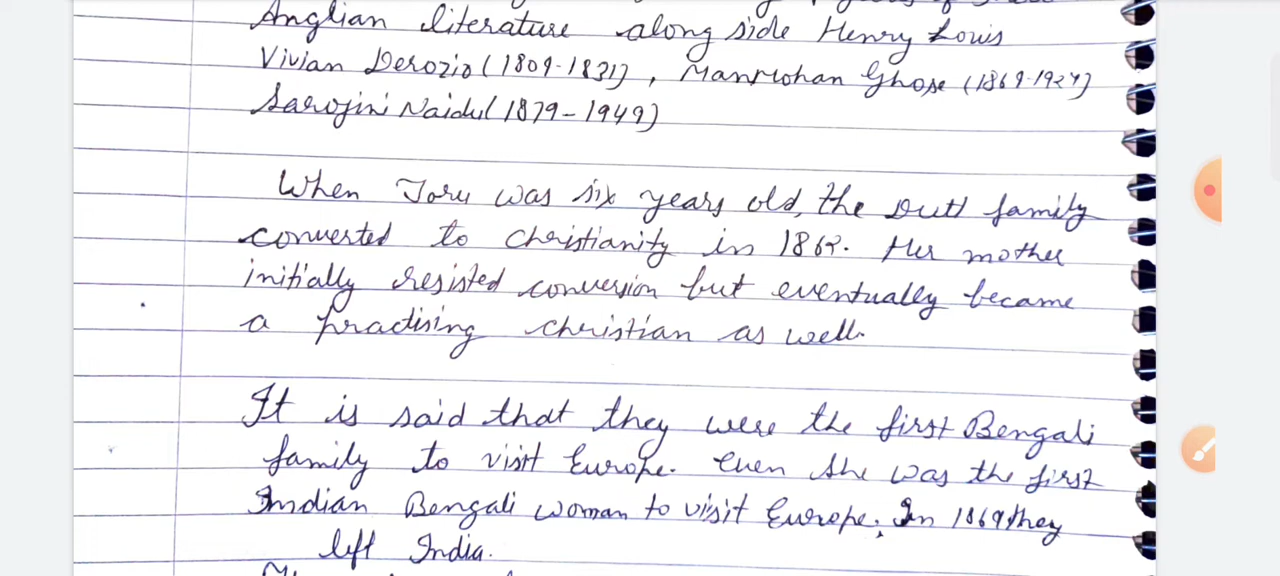 Anglian literature along side Henry Louis
Vivian Derozio (1809-1831), Manmohan Ghose (1869-1924)
Sarojini Naidu (1879-1949)
When Toru was six years old, the Dutt family
converted to Christianity in 1862. Her mother
initially resisted conversion but eventually became
a practising christian as well.
It is said that they were the first Bengali
family to visit Europe. Even she was the first
Indian Bengali woman to visit Europe. In 1869 they
left India.